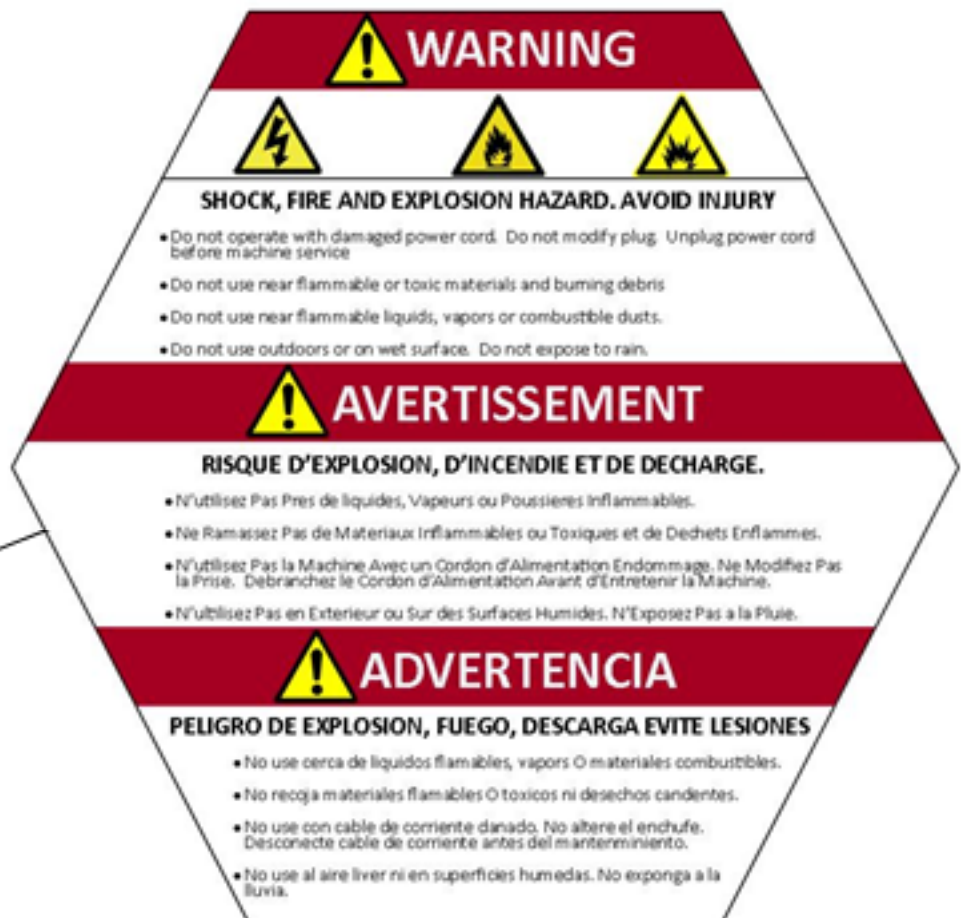 WARNING
SHOCK, FIRE AND EXPLOSION HAZARD. AVOID INJURY
• Do not operate with damaged power cord. Do not modify plug. Unplug power cord
before machine service
• Do not use near flammable or toxic materials and burning debris
• Do not use near flammable liquids, vapors or combustible dusts.
• Do not use outdoors or on wet surface. Do not expose to rain.
AVERTISSEMENT
RISQUE D'EXPLOSION, D'INCENDIE ET DE DECHARGE.
• N'utilisez Pas Pres de liquides, Vapeurs ou Poussieres Inflammables.
• Ne Ramassez Pas de Materiaux Inflammables ou Toxiques et de Dechets Enflammes.
• N'utilisez Pas la Machine Avec un Cordon d'Alimentation Endommage. Ne Modifiez Pas
la Prise. Debranchez le Cordon d'Alimentation Avant d'Entretenir la Machine.
• N'ultilisez Pas en Exterieur ou Sur des Surfaces Humides. N'Exposez Pas a la Pluie.
ADVERTENCIA
PELIGRO DE EXPLOSION, FUEGO, DESCARGA EVITE LESIONES
• No use cerca de liquidos flamables, vapors O materiales combustibles.
• No recoja materiales flamables O toxicos ni desechos candentes.
• No use con cable de corriente danado. No altere el enchufe.
Desconecte cable de corriente antes del mantenminiento.
• No use al aire liver ni en superficies humedas. No exponga a la
lluvia.